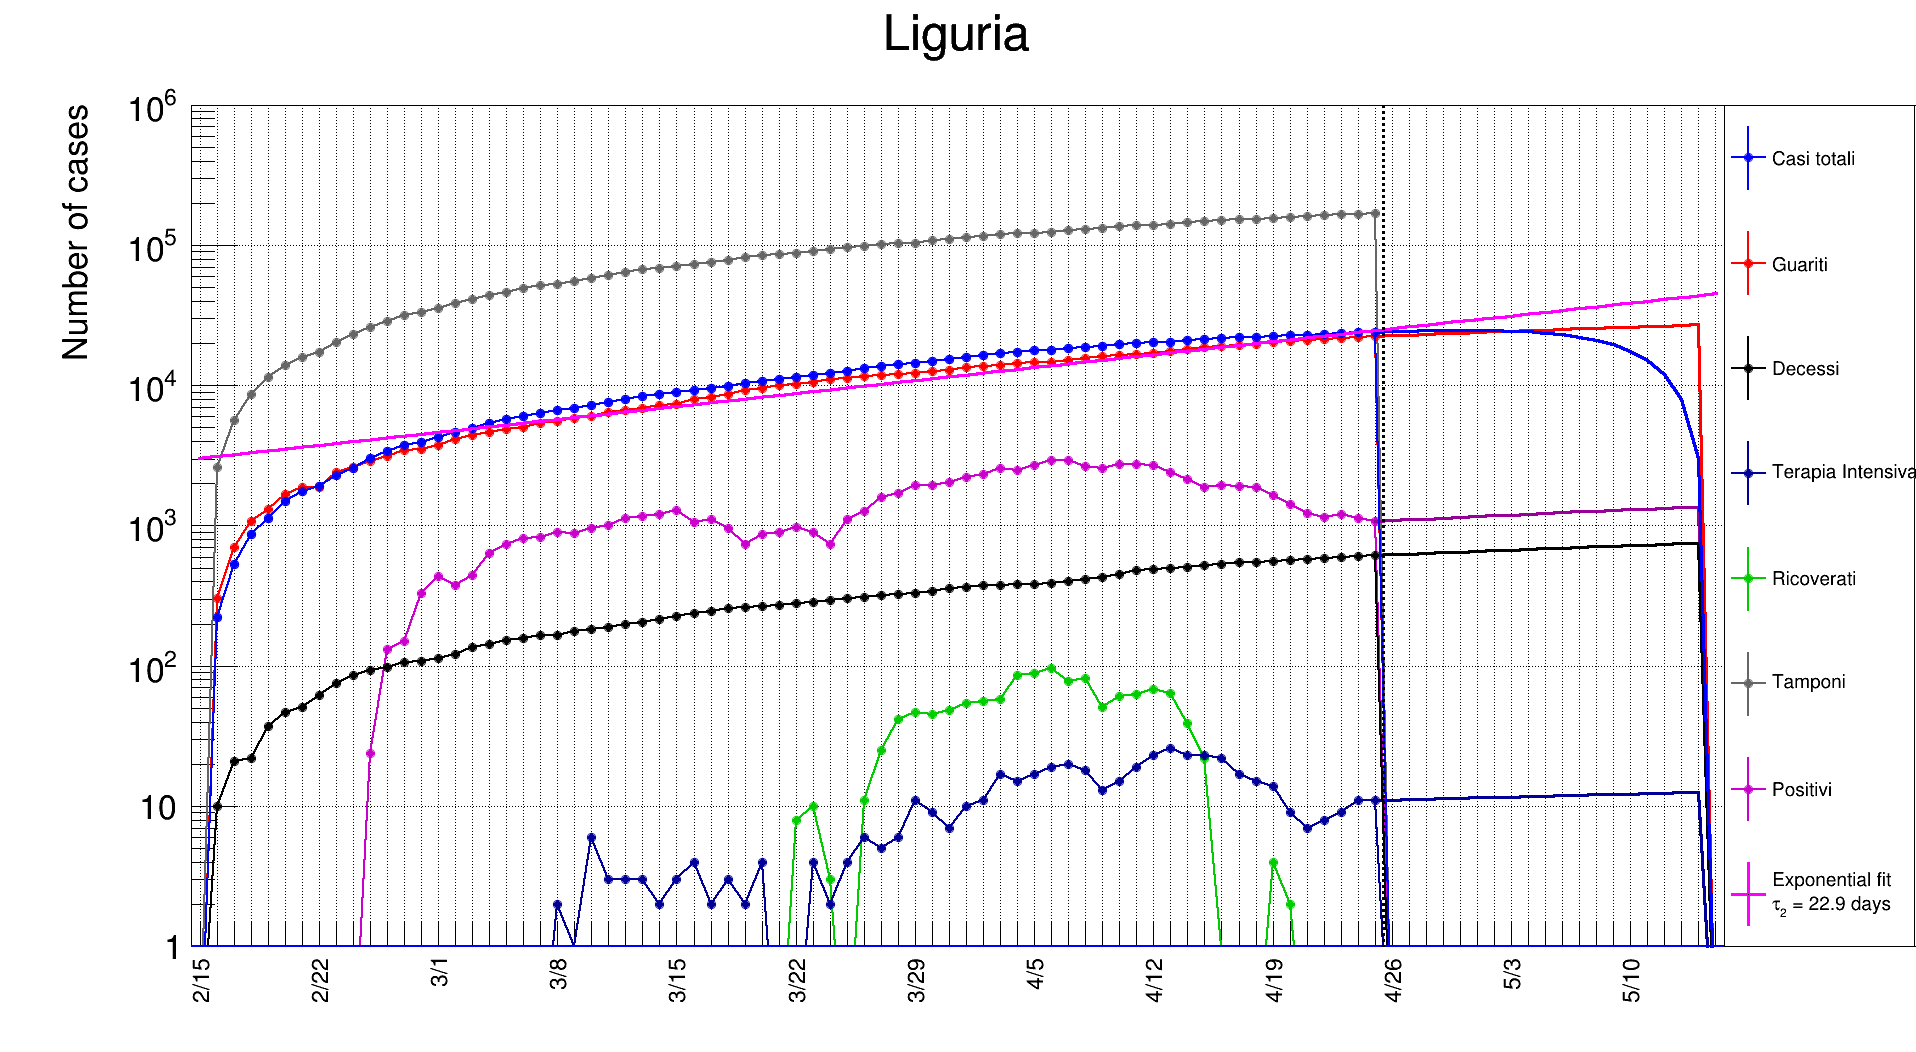 Liguria
Number of cases
10^6
10^5
10^4
10^3
10^2
10
1
2/15
2/22
3/1
3/8
3/15
3/22
3/29
4/5
4/12
4/19
4/26
5/3
5/10
Casi totali
Guariti
Decessi
Terapia Intensiva
Ricoverati
Tamponi
Positivi
Exponential fit
τ₂ = 22.9 days